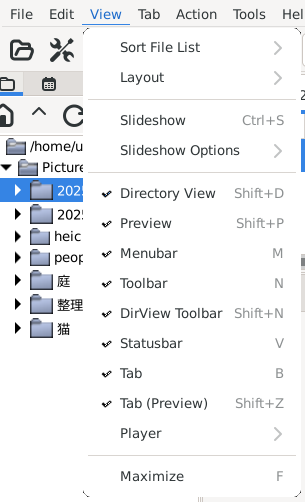 File Edit View Tab Action Tools
Sort File List
Layout
Slideshow Ctrl+S
/home/u
Slideshow Options
Picture
Directory View Shift+D
202
Preview Shift+P
202
Menubar M
heic
peop
Toolbar N
庭
DirView Toolbar Shift+N
整理
Statusbar V
猫
Tab B
Tab (Preview) Shift+Z
Player
Maximize F